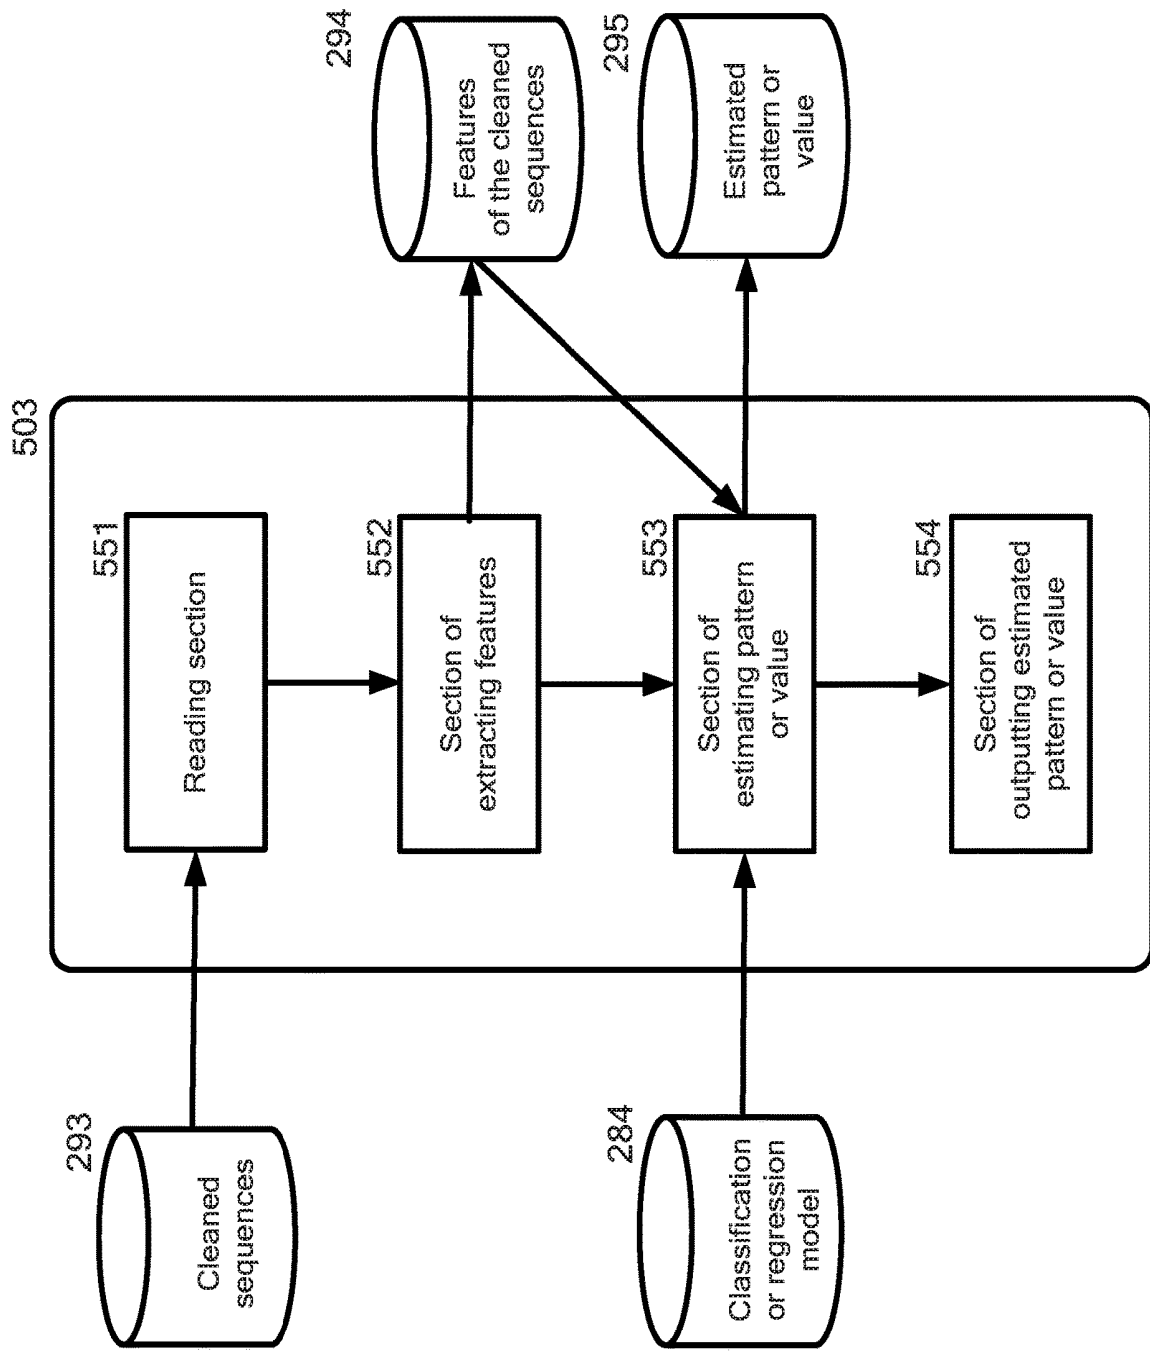 503
293
Cleaned
sequences
551
Reading section
552
Section of
extracting features
294
Features
of the cleaned
sequences
284
Classification
or regression
model
553
Section of
estimating pattern
or value
295
Estimated
pattern or
value
554
Section of
outputting estimated
pattern or value